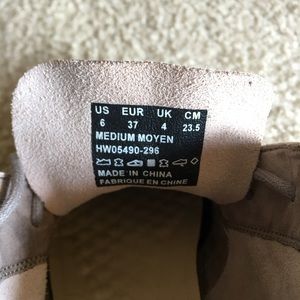 US EUR UK CM
6 37 4 23.5
MEDIUM MOYEN
HW05490-296
MADE IN CHINA
FABRIQUE EN CHINE